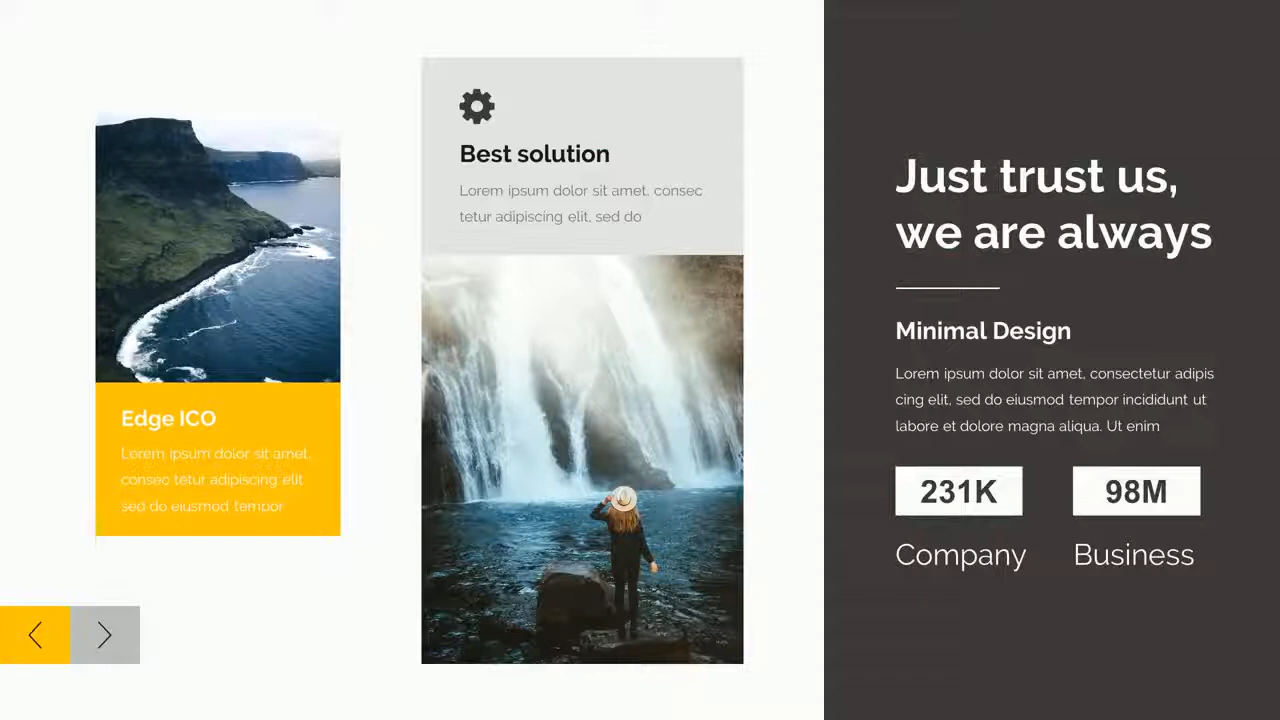 Edge ICO
Lorem ipsum dolor sit amet,
consec tetur adipiscing elit
sed do eiusmod tempor
Best solution
Lorem ipsum dolor sit amet, consec
tetur adipiscing elit, sed do
Just trust us,
we are always
Minimal Design
Lorem ipsum dolor sit amet, consectetur adipis
cing elit, sed do eiusmod tempor incididunt ut
labore et dolore magna aliqua. Ut enim
231K
Company
98M
Business